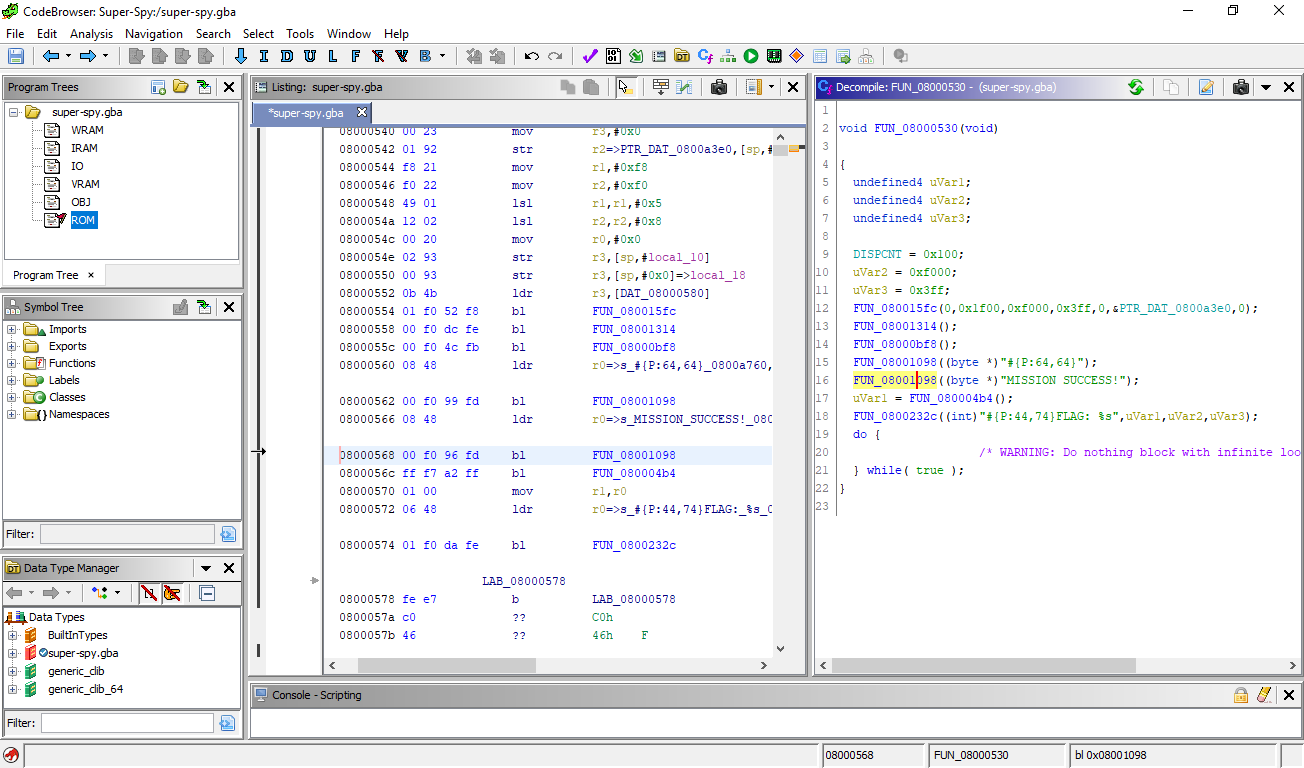 CodeBrowser: Super-Spy:/super-spy.gba
File Edit Analysis Navigation Search Select Tools Window Help
I D U L F F V B
Program Trees
super-spy.gba
WRAM
IRAM
IO
VRAM
OBJ
ROM
Program Tree ×
Symbol Tree
Imports
Exports
Functions
Labels
Classes
Namespaces
Filter:
Data Type Manager
Data Types
BuiltInTypes
super-spy.gba
generic_clib
generic_clib_64
Filter:
Listing: super-spy.gba
*super-spy.gba
08000540 00 23 mov r3,#0x0
08000542 01 92 str r2=>PTR_DAT_0800a3e0,[sp,#
08000544 f8 21 mov r1,#0xf8
08000546 f0 22 mov r2,#0xf0
08000548 49 01 lsl r1,r1,#0x5
0800054a 12 02 lsl r2,r2,#0x8
0800054c 00 20 mov r0,#0x0
0800054e 02 93 str r3,[sp,#local_10]
08000550 00 93 str r3,[sp,#0x0]=>local_18
08000552 0b 4b ldr r3,[DAT_08000580]
08000554 01 f0 52 f8 bl FUN_080015fc
08000558 00 f0 dc fe bl FUN_08001314
0800055c 00 f0 4c fb bl FUN_08000bf8
08000560 08 48 ldr r0=>s_#{P:64,64}_0800a760,
08000562 00 f0 99 fd bl FUN_08001098
08000566 08 48 ldr r0=>s_MISSION_SUCCESS!_080
08000568 00 f0 96 fd bl FUN_08001098
0800056c ff f7 a2 ff bl FUN_080004b4
08000570 01 00 mov r1,r0
08000572 06 48 ldr r0=>s_#{P:44,74}FLAG:_%s_0
08000574 01 f0 da fe bl FUN_0800232c
LAB_08000578
08000578 fe e7 b LAB_08000578
0800057a c0 ?? C0h
0800057b 46 ?? 46h F
Decompile: FUN_08000530 - (super-spy.gba)
1
2 void FUN_08000530(void)
3
4 {
5 undefined4 uVar1;
6 undefined4 uVar2;
7 undefined4 uVar3;
8
9 DISPCNT = 0x100;
10 uVar2 = 0xf000;
11 uVar3 = 0x3ff;
12 FUN_080015fc(0,0x1f00,0xf000,0x3ff,0,&PTR_DAT_0800a3e0,0);
13 FUN_08001314();
14 FUN_08000bf8();
15 FUN_08001098((byte *)"#{P:64,64}");
16 FUN_08001098((byte *)"MISSION SUCCESS!");
17 uVar1 = FUN_080004b4();
18 FUN_0800232c((int)"#{P:44,74}FLAG: %s",uVar1,uVar2,uVar3);
19 do {
20 /* WARNING: Do nothing block with infinite loo
21 } while( true );
22 }
23
Console - Scripting
08000568 FUN_08000530 bl 0x08001098